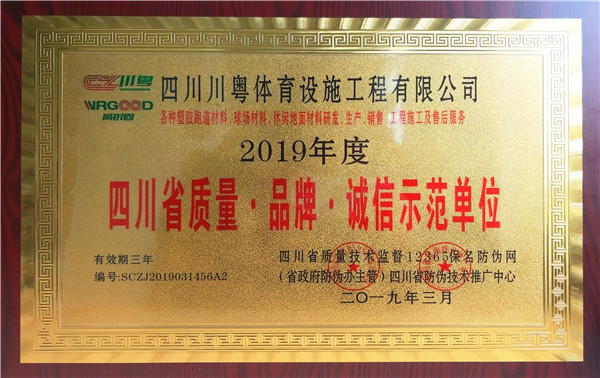 川粤
WRGOOD
四川川粤体育设施工程有限公司
各种塑胶跑道材料、球场材料、休闲地面材料研发、生产、销售、工程施工及售后服务
2019年度
四川省质量·品牌·诚信示范单位
有效期三年
编号:SCZJ2019031456A2
四川省质量技术监督12365保名防伪网
(省政府防伪办主管)四川省防伪技术推广中心
二〇一九年三月